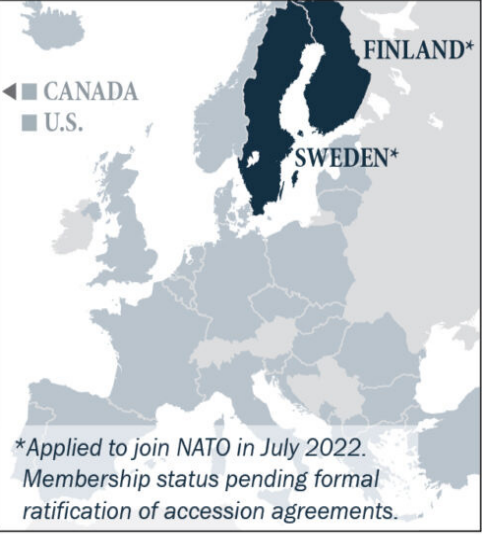 FINLAND*
CANADA
U.S.
SWEDEN*
*Applied to join NATO in July 2022.
Membership status pending formal
ratification of accession agreements.